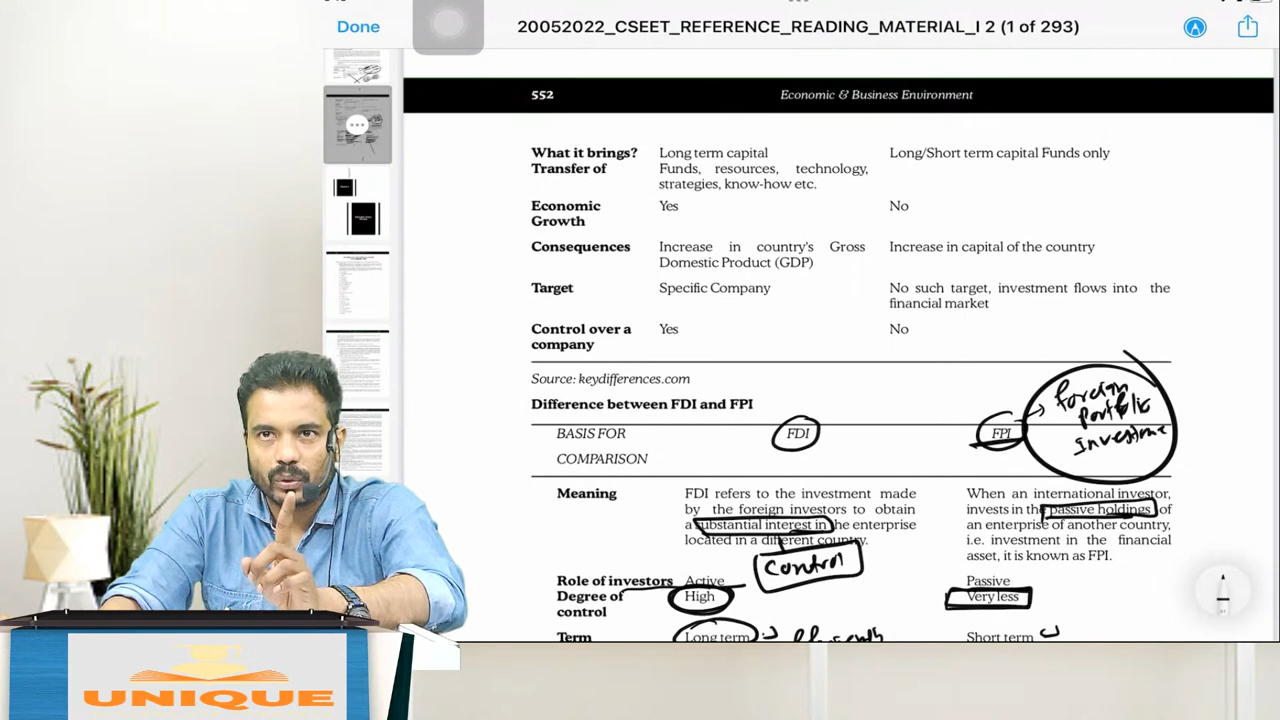 Done
20052022_CSEET_REFERENCE_READING_MATERIAL_I 2 (1 of 293)
552
Economic & Business Environment
What it brings? Long term capital Long/Short term capital Funds only
Transfer of Funds, resources, technology,
strategies, know-how etc.
Economic Yes No
Growth
Consequences Increase in country's Gross Increase in capital of the country
Domestic Product (GDP)
Target Specific Company No such target, investment flows into the
financial market
Control over a Yes No
company
Source: keydifferences.com
Difference between FDI and FPI
foreign
portfolio
BASIS FOR FDI FPI
COMPARISON
Meaning FDI refers to the investment made When an international investor,
by the foreign investors to obtain invests in the passive holdings of
a substantial interest in the enterprise an enterprise of another country,
located in a different country. i.e. investment in the financial
asset, it is known as FPI.
Control
Role of investors Active Passive
Degree of High Very less
control
Term Long term Short term
UNIQUE